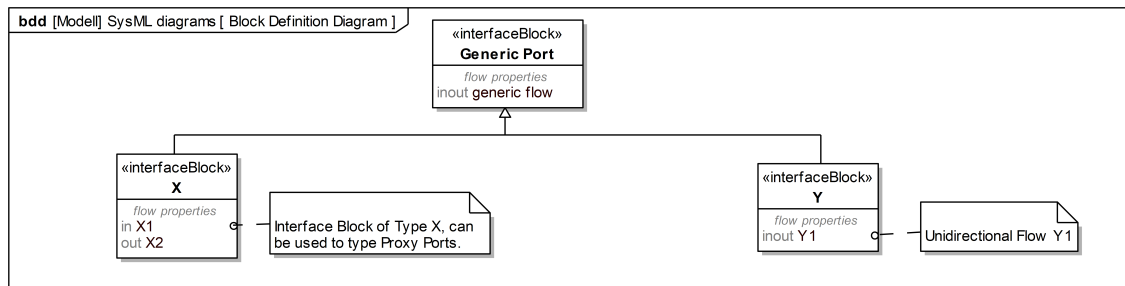 bdd [Modell] SysML diagrams [ Block Definition Diagram ]
«interfaceBlock»
Generic Port
flow properties
inout generic flow
«interfaceBlock»
X
flow properties
in X1
out X2
Interface Block of Type X, can
be used to type Proxy Ports.
«interfaceBlock»
Y
flow properties
inout Y1
Unidirectional Flow Y1